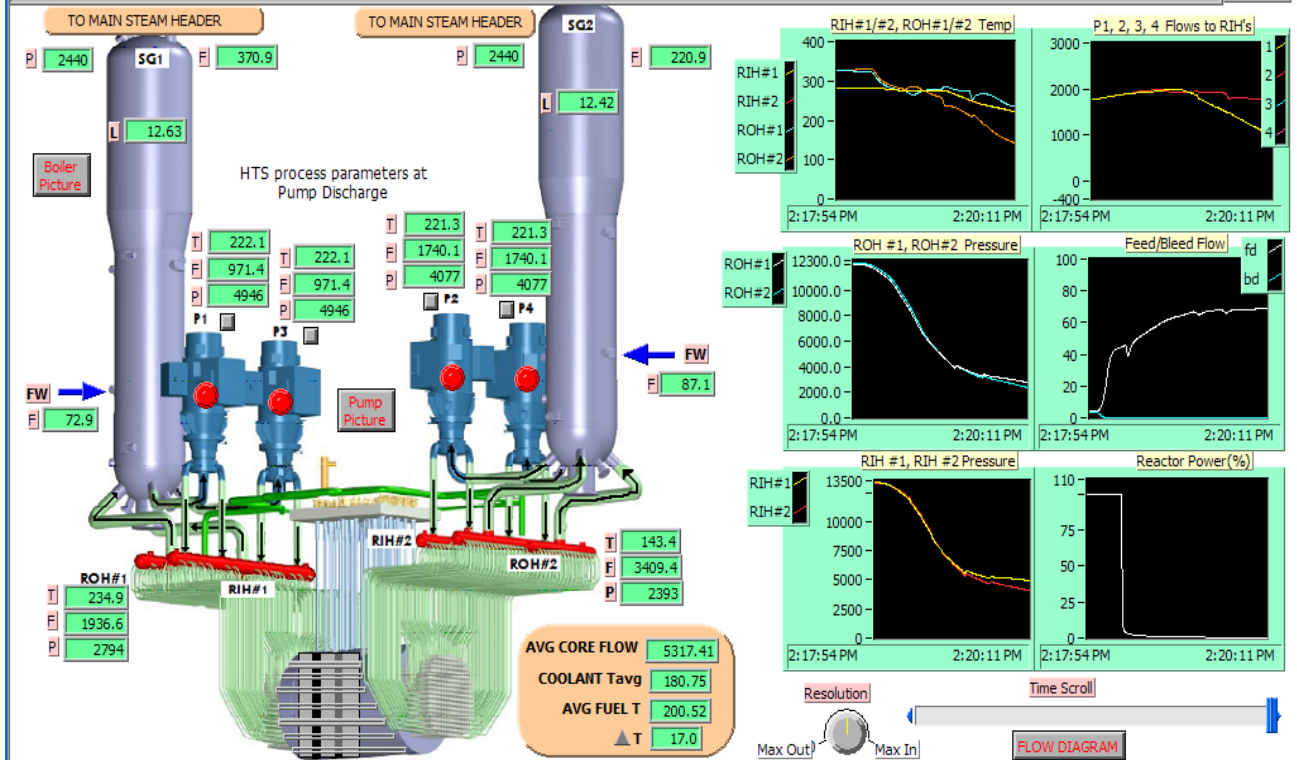 TO MAIN STEAM HEADER
TO MAIN STEAM HEADER
P 2440
SG1
F 370.9
P 2440
SG2
F 220.9
L 12.63
L 12.42
Boiler
Picture
HTS process parameters at
Pump Discharge
T 222.1
F 971.4
P 4946
P1
T 222.1
F 971.4
P 4946
P3
T 221.3
F 1740.1
P 4077
P2
T 221.3
F 1740.1
P 4077
P4
FW
F 72.9
Pump
Picture
FW
F 87.1
RIH#2
ROH#2
ROH#1
RIH#1
T 234.9
F 1936.6
P 2794
T 143.4
F 3409.4
P 2393
AVG CORE FLOW 5317.41
COOLANT Tavg 180.75
AVG FUEL T 200.52
T 17.0
RIH#1/#2, ROH#1/#2 Temp
RIH#1
RIH#2
ROH#1
ROH#2
400
300
200
100
0
2:17:54 PM 2:20:11 PM
P1, 2, 3, 4 Flows to RIH's
3000
2000
1000
0
-400
1
2
3
4
2:17:54 PM 2:20:11 PM
ROH #1, ROH#2 Pressure
ROH#1
ROH#2
12300.0
10000.0
8000.0
6000.0
4000.0
2000.0
0.0
2:17:54 PM 2:20:11 PM
Feed/Bleed Flow
fd
bd
100
80
60
40
20
0
2:17:54 PM 2:20:11 PM
RIH #1, RIH #2 Pressure
RIH#1
RIH#2
13500
10000
7500
5000
2500
0
2:17:54 PM 2:20:11 PM
Reactor Power(%)
110
75
50
25
0
2:17:54 PM 2:20:11 PM
Resolution
Max Out
Max In
Time Scroll
FLOW DIAGRAM